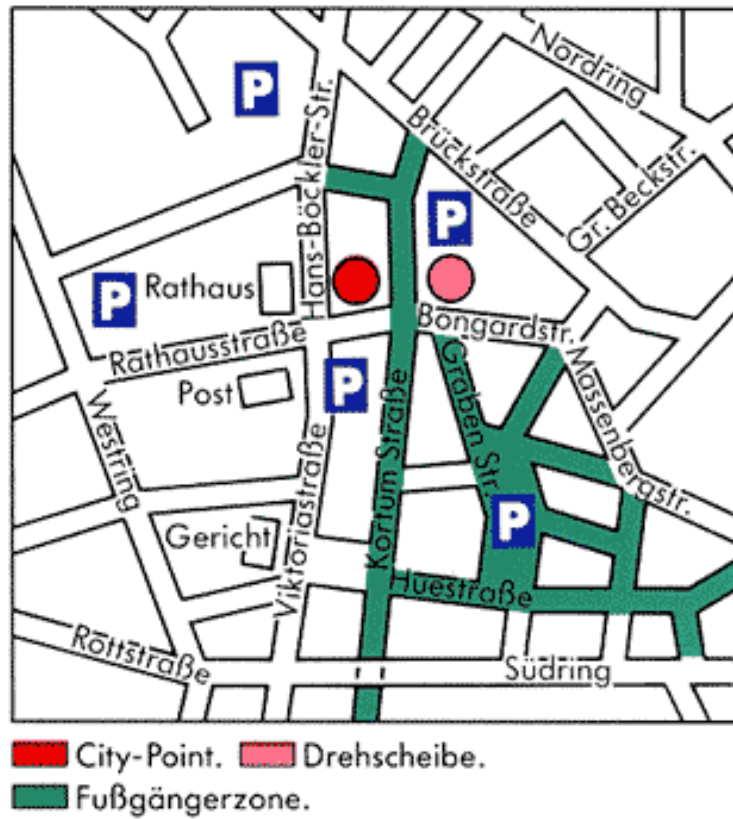 Nordring
P
Hans-Böckler-Str.
Brückstraße
Gr. Beckstr.
P
P
Rathaus
Bongardstr.
Rathausstraße
Post
P
Graben Str.
Massenbergstr.
Westring
Kortum Straße
Viktoriastraße
Gericht
P
Huestraße
Rottstraße
Südring
City-Point. Drehscheibe.
Fußgängerzone.